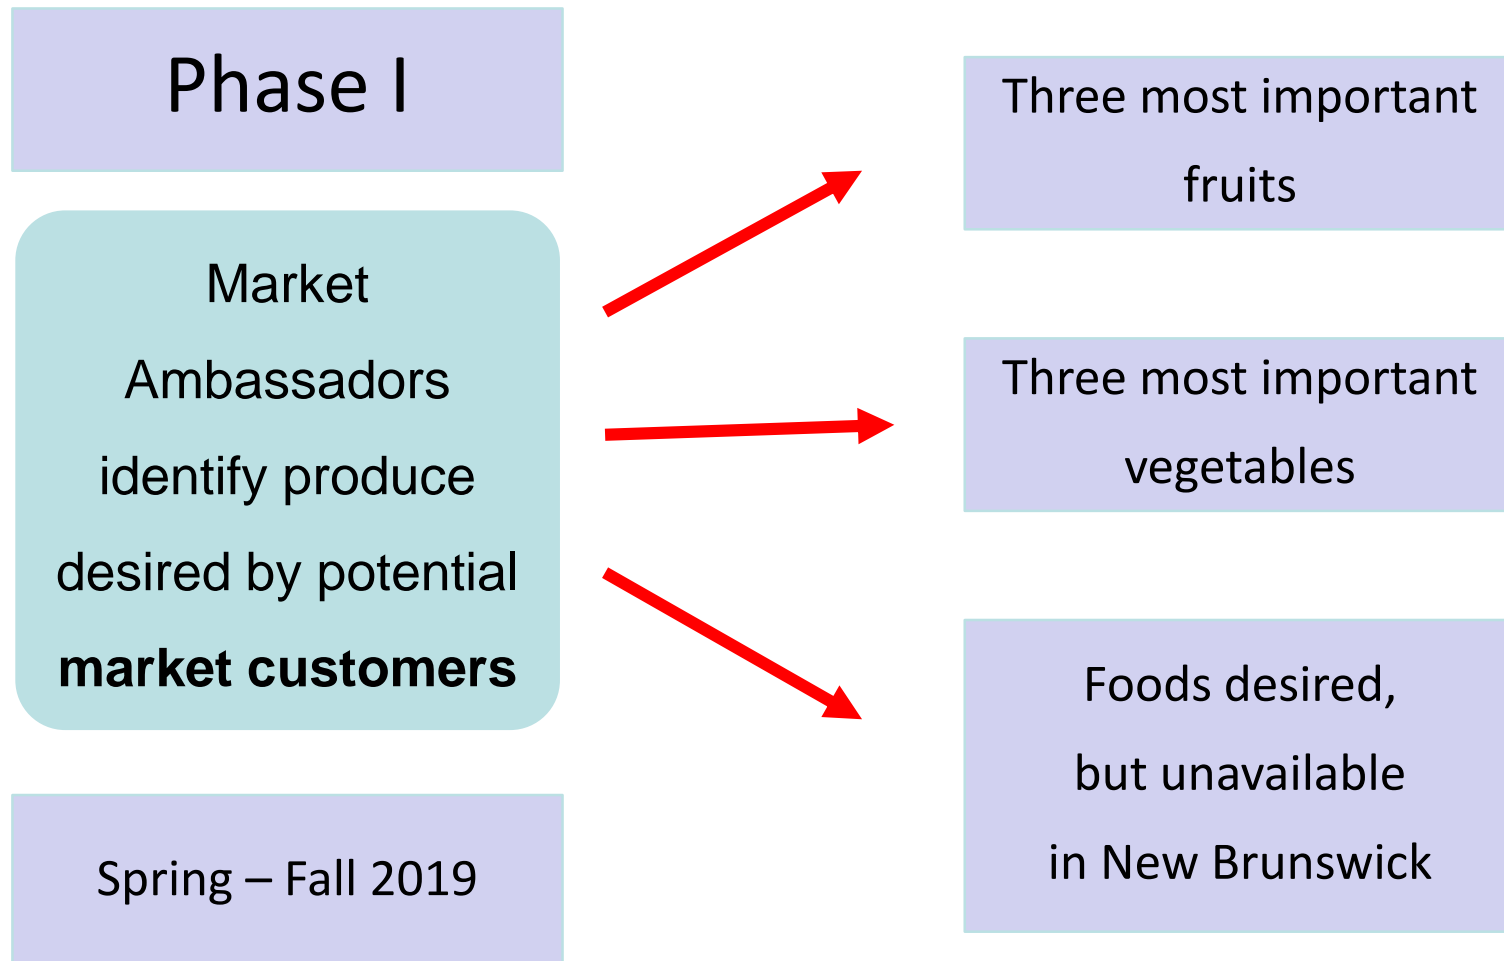 Phase I
Market
Ambassadors
identify produce
desired by potential
market customers
Spring – Fall 2019
Three most important
fruits
Three most important
vegetables
Foods desired,
but unavailable
in New Brunswick